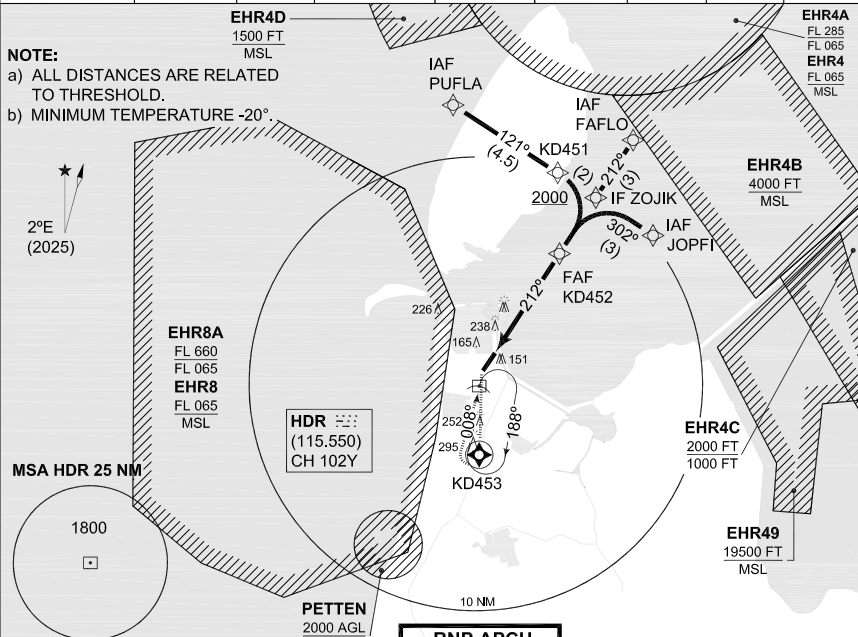 EHR4D
1500 FT
MSL
EHR4A
FL 285
FL 065
EHR4
FL 065
MSL
NOTE:
a) ALL DISTANCES ARE RELATED
TO THRESHOLD.
b) MINIMUM TEMPERATURE -20°.
IAF
PUFLA
IAF
FAFLO
121°
(4.5)
KD451
(2)
212°
(3)
2000
IF ZOJIK
EHR4B
4000 FT
MSL
2ºE
(2025)
302°
(3)
IAF
JOPFI
FAF
KD452
212°
226
238
165
151
EHR8A
FL 660
FL 065
EHR8
FL 065
MSL
HDR
(115.550)
CH 102Y
252
295
008°
188°
KD453
EHR4C
2000 FT
1000 FT
MSA HDR 25 NM
1800
EHR49
19500 FT
MSL
10 NM
PETTEN
2000 AGL
RNP APCH